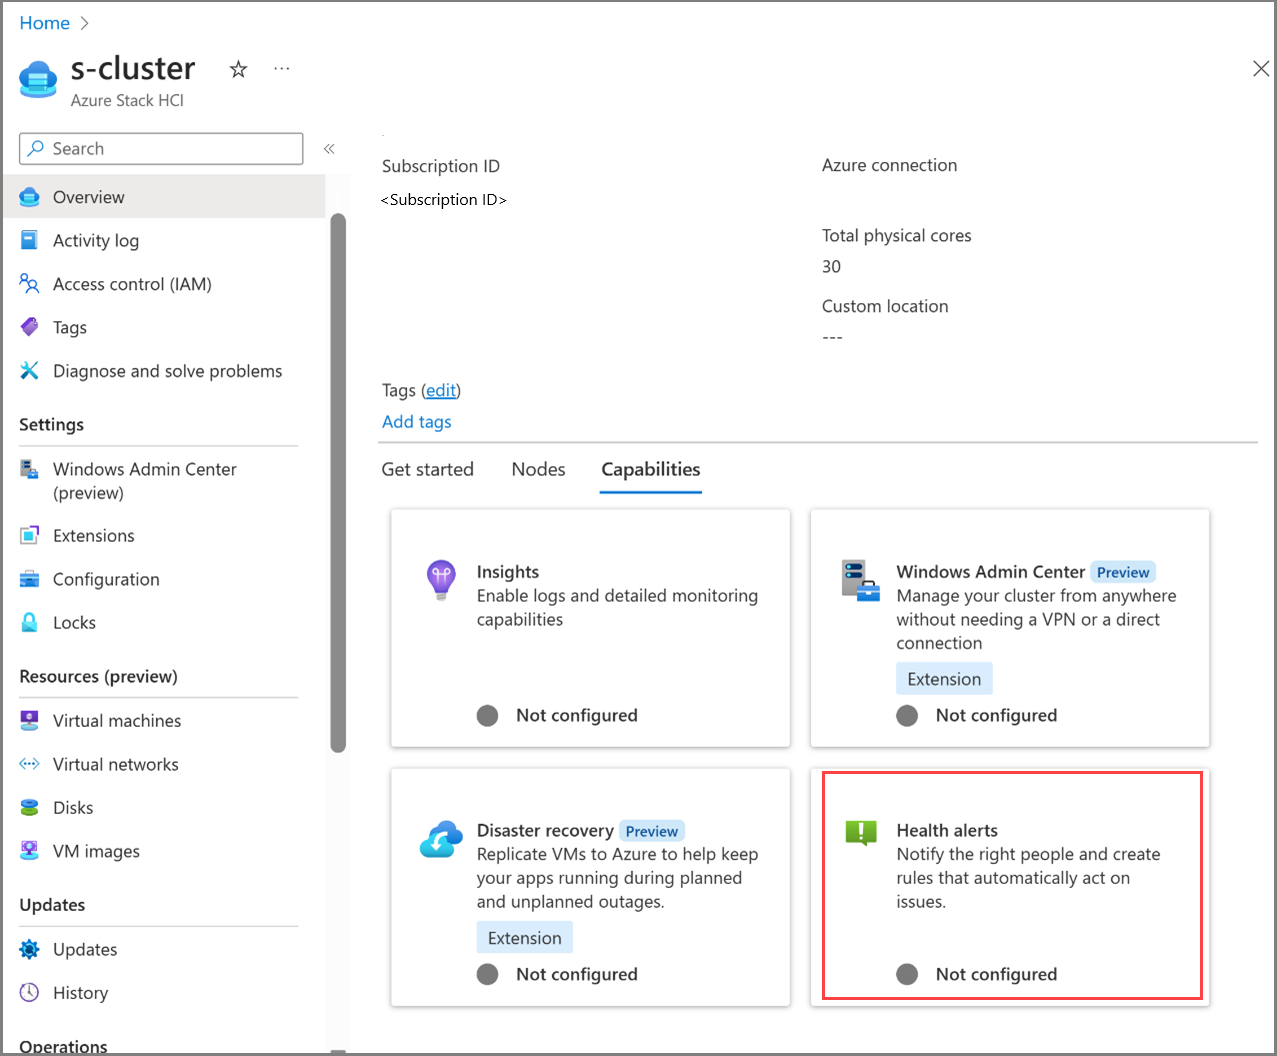 Home
s-cluster
Azure Stack HCI
Search
Overview
Activity log
Access control (IAM)
Tags
Diagnose and solve problems
Settings
Windows Admin Center
(preview)
Extensions
Configuration
Locks
Resources (preview)
Virtual machines
Virtual networks
Disks
VM images
Updates
Updates
History
Operations
Subscription ID
<Subscription ID>
Azure connection
Total physical cores
30
Custom location
---
Tags (edit)
Add tags
Get started Nodes Capabilities
Insights
Enable logs and detailed monitoring
capabilities
Not configured
Windows Admin Center Preview
Manage your cluster from anywhere
without needing a VPN or a direct
connection
Extension
Not configured
Disaster recovery Preview
Replicate VMs to Azure to help keep
your apps running during planned
and unplanned outages.
Extension
Not configured
Health alerts
Notify the right people and create
rules that automatically act on
issues.
Not configured